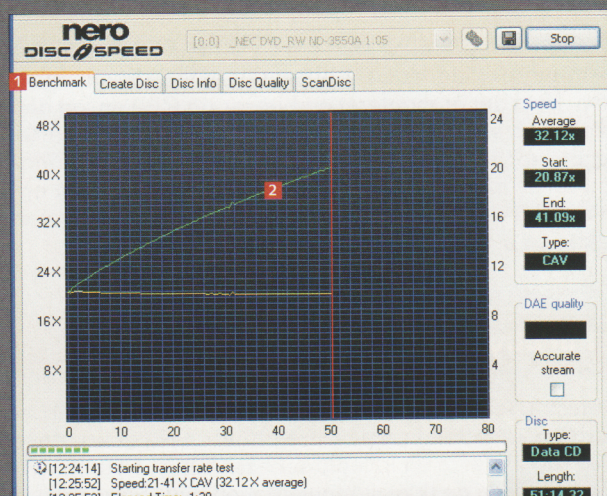 nero
DISC SPEED
[0:0] _NEC DVD_RW ND-3550A 1.05
Stop
1
Benchmark
Create Disc
Disc Info
Disc Quality
ScanDisc
48X
40X
32X
24X
16X
8X
24
20
16
12
8
4
0 10 20 30 40 50 60 70 80
2
Speed
Average
32.12x
Start:
20.87x
End:
41.09x
Type:
CAV
DAE quality
Accurate
stream
Disc
Type:
Data CD
Length:
51:14.22
[12:24:14] Starting transfer rate test
[12:25:52] Speed:21-41 X CAV (32.12 X average)